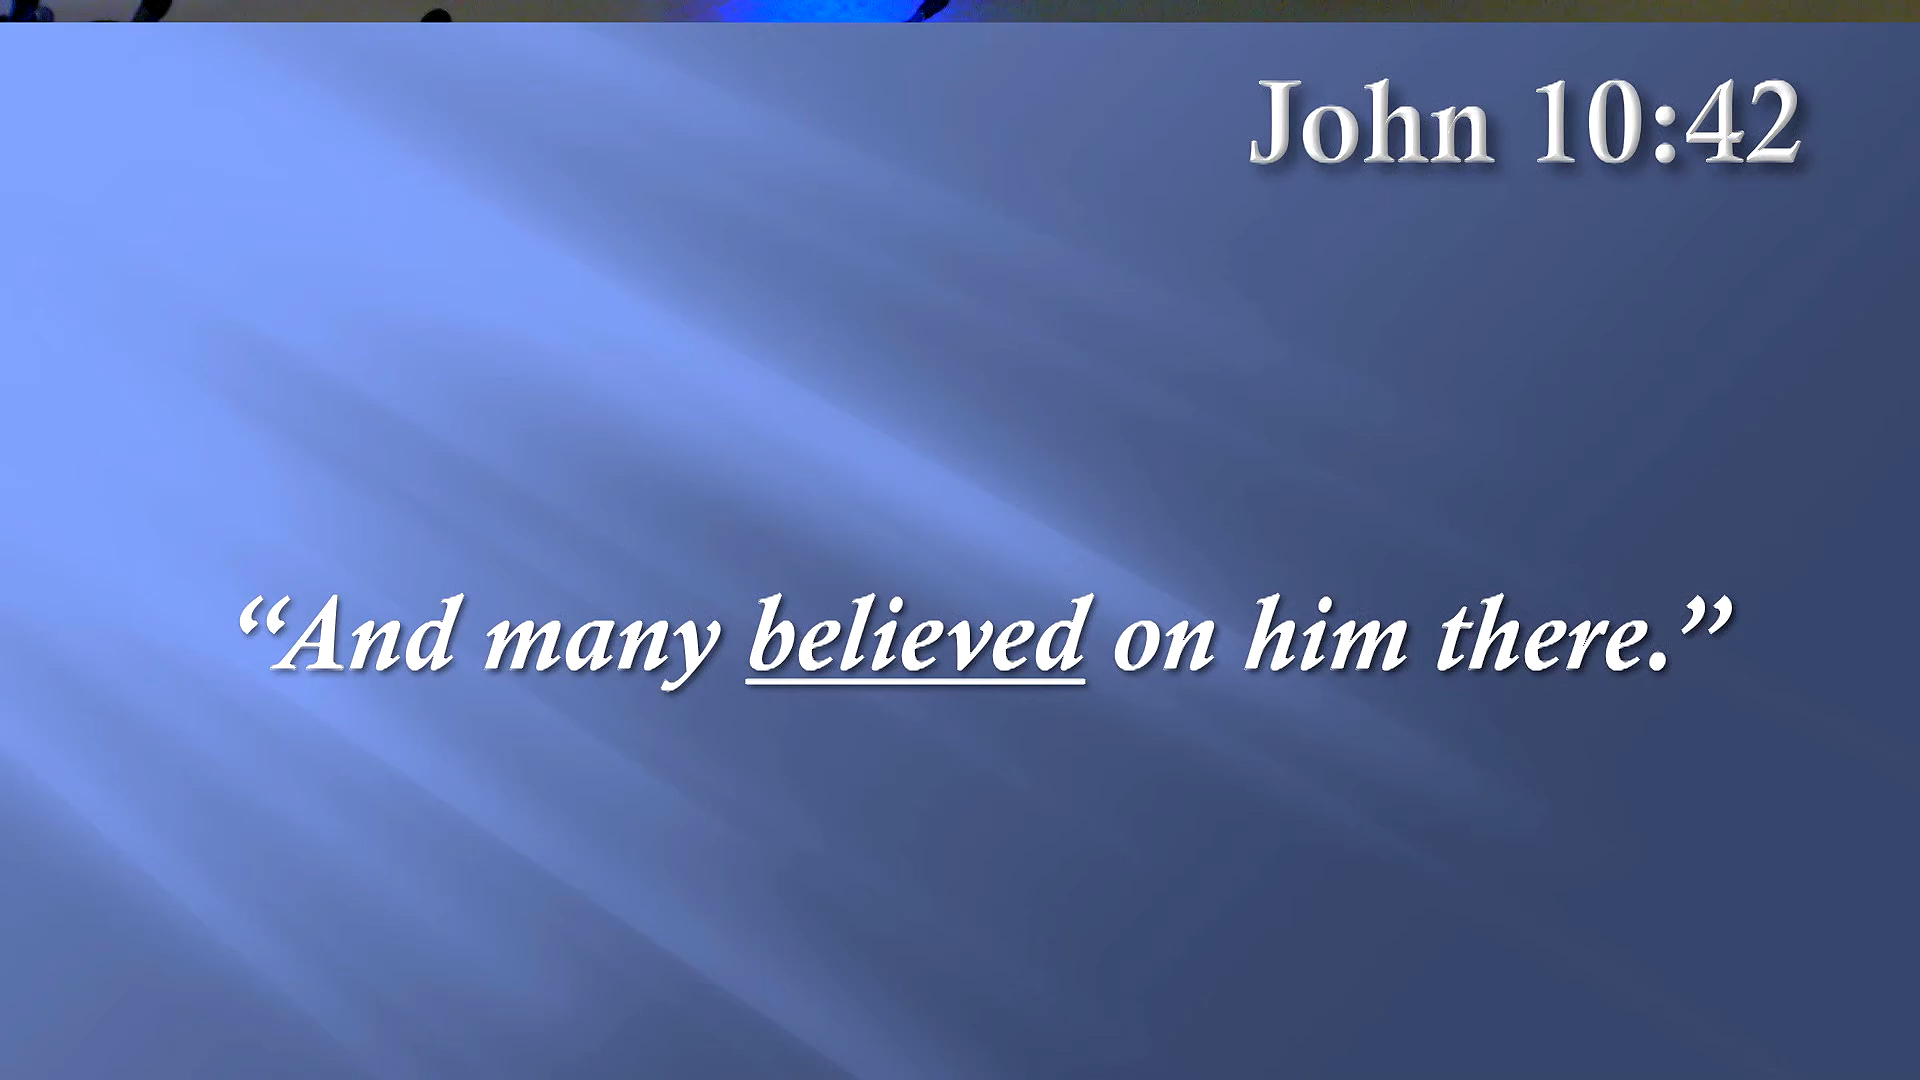 John 10:42
“And many believed on him there.”